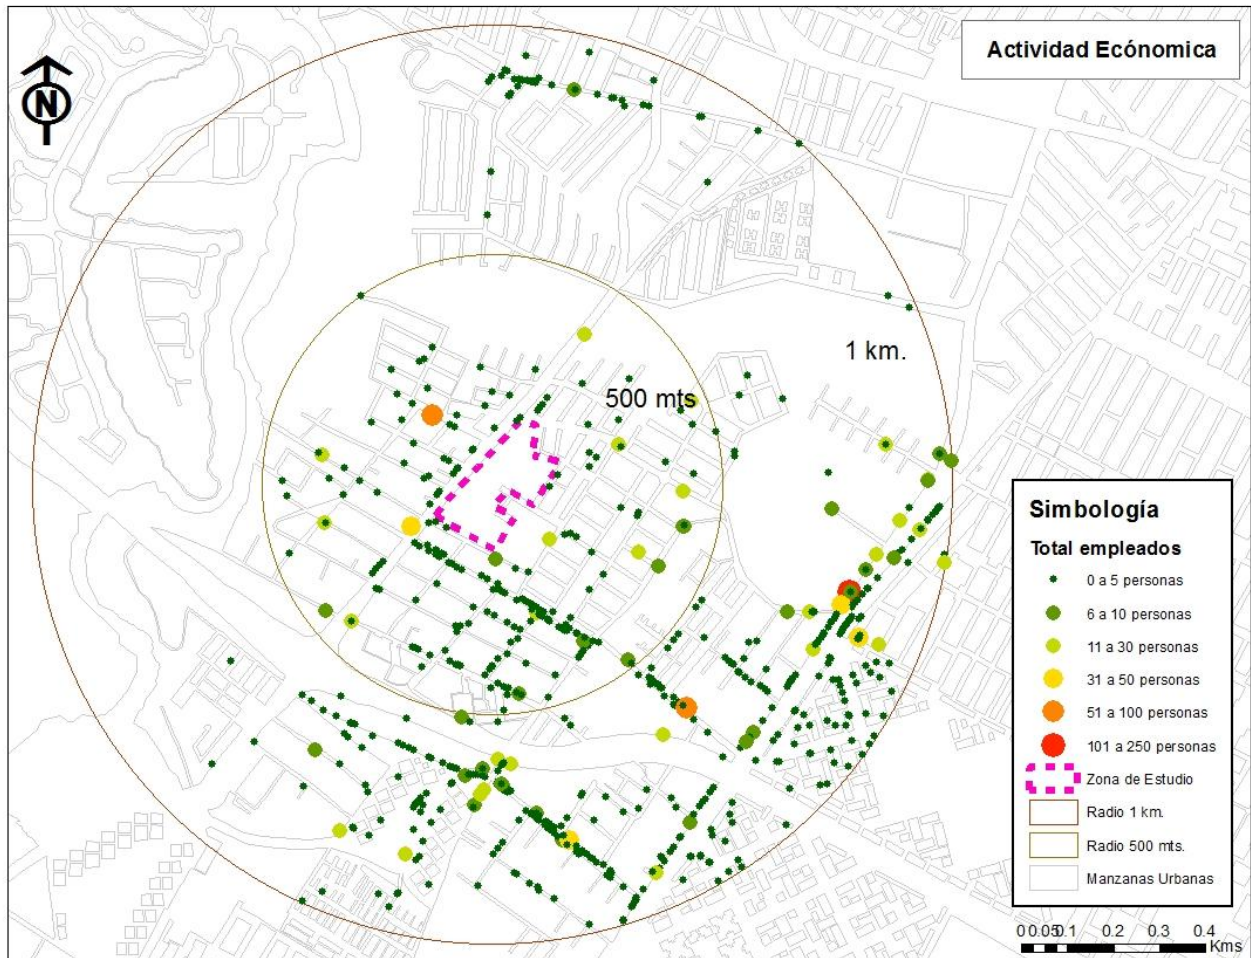 Actividad Ecónomica
N
1 km.
500 mts
Simbología
Total empleados
0 a 5 personas
6 a 10 personas
11 a 30 personas
31 a 50 personas
51 a 100 personas
101 a 250 personas
Zona de Estudio
Radio 1 km.
Radio 500 mts.
Manzanas Urbanas
0 0.05 0.1 0.2 0.3 0.4
Kms